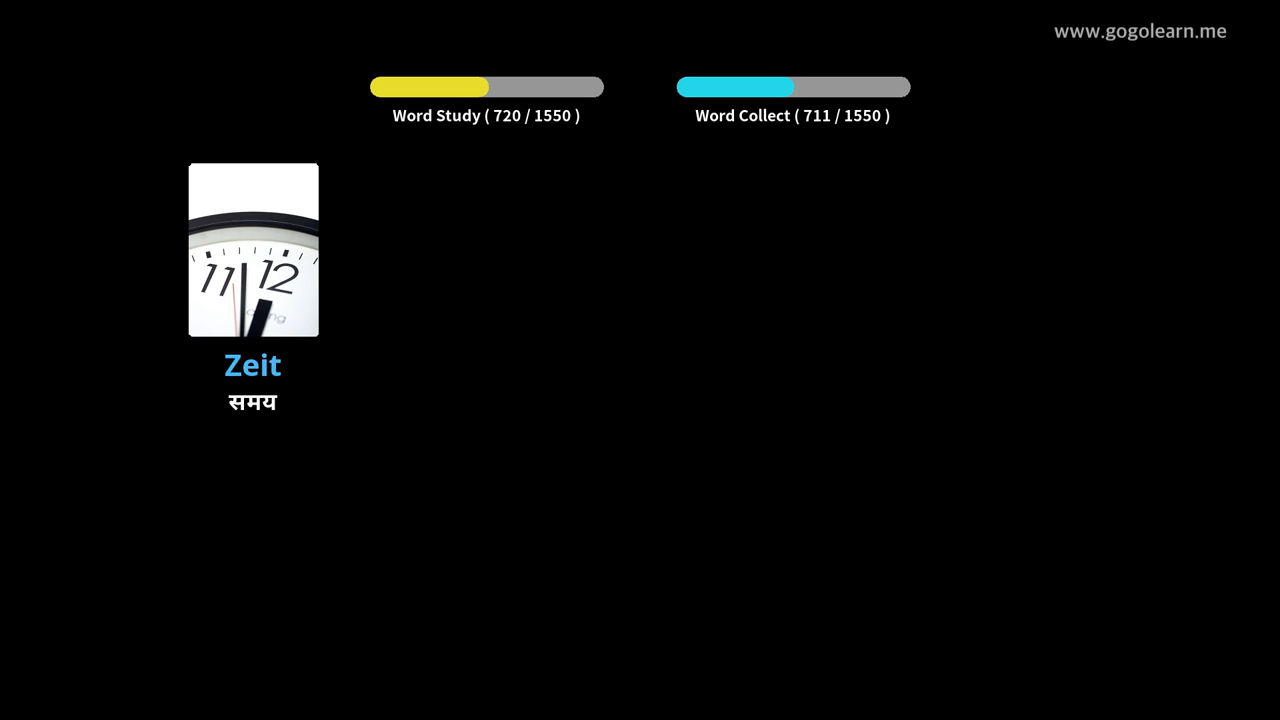 www.gogolearn.me
Word Study ( 720 / 1550 )
Word Collect ( 711 / 1550 )
11 12
Zeit
समय